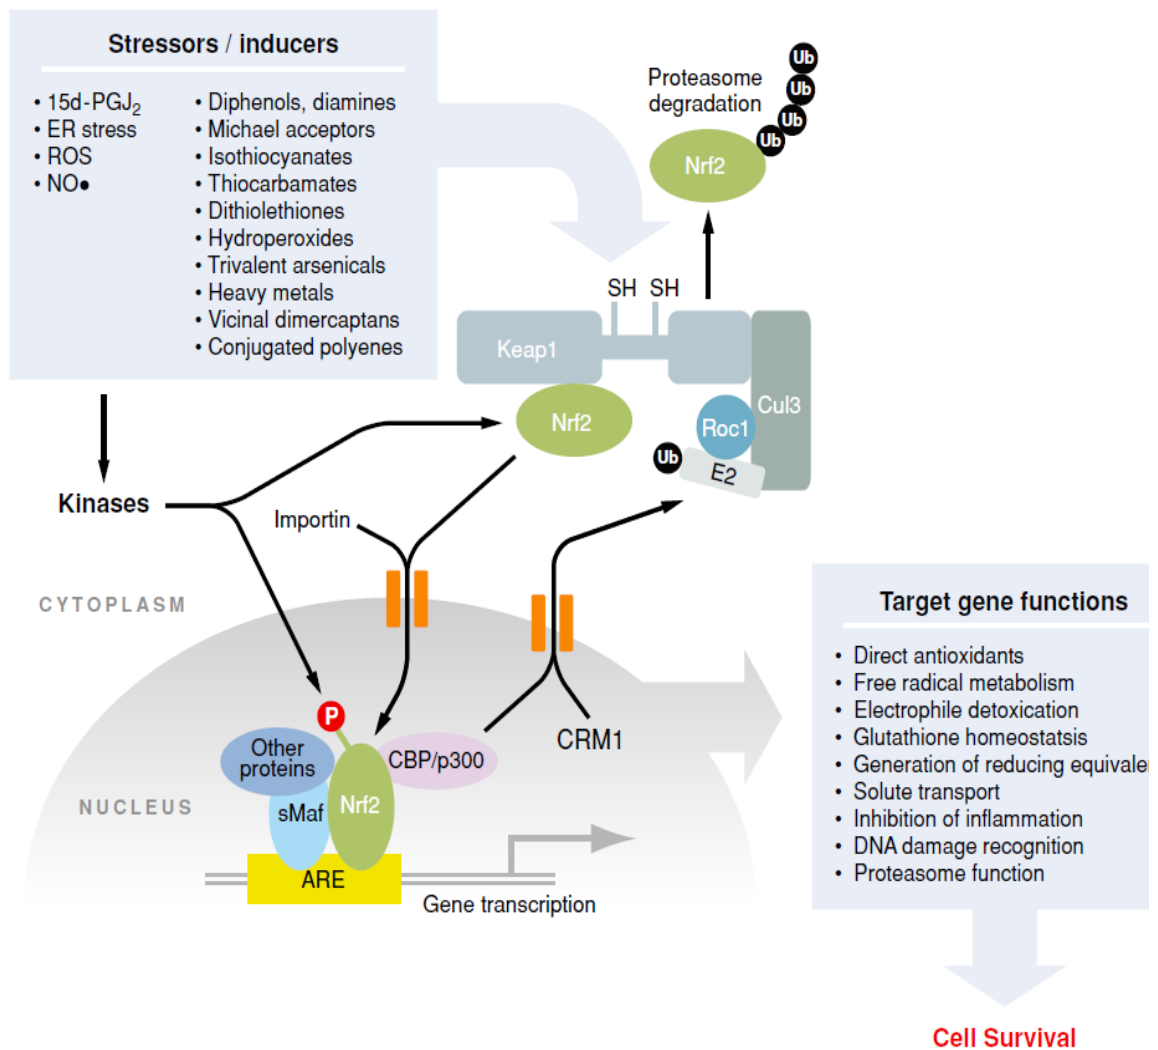 Stressors / inducers
• 15d-PGJ₂
• ER stress
• ROS
• NO●
• Diphenols, diamines
• Michael acceptors
• Isothiocyanates
• Thiocarbamates
• Dithiolethiones
• Hydroperoxides
• Trivalent arsenicals
• Heavy metals
• Vicinal dimercaptans
• Conjugated polyenes
Proteasome
degradation
Ub
Ub
Ub
Ub
Nrf2
SH SH
Keap1
Nrf2
Cul3
Roc1
Ub
E2
Kinases
Importin
CYTOPLASM
P
Other
proteins
CBP/p300
CRM1
NUCLEUS
sMaf
Nrf2
ARE
Gene transcription
Target gene functions
• Direct antioxidants
• Free radical metabolism
• Electrophile detoxication
• Glutathione homeostatsis
• Generation of reducing equivale
• Solute transport
• Inhibition of inflammation
• DNA damage recognition
• Proteasome function
Cell Survival